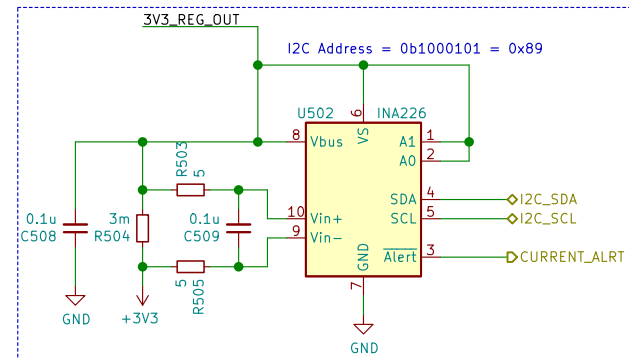 3V3_REG_OUT
I2C Address = 0b1000101 = 0x89
U502
INA226
R503
5
0.1u
C508
3m
R504
0.1u
C509
5
R505
GND
+3V3
8
Vbus
6
VS
A1
1
A0
2
10
Vin+
9
Vin-
SDA
4
SCL
5
GND
7
Alert
3
I2C_SDA
I2C_SCL
CURRENT_ALRT
GND